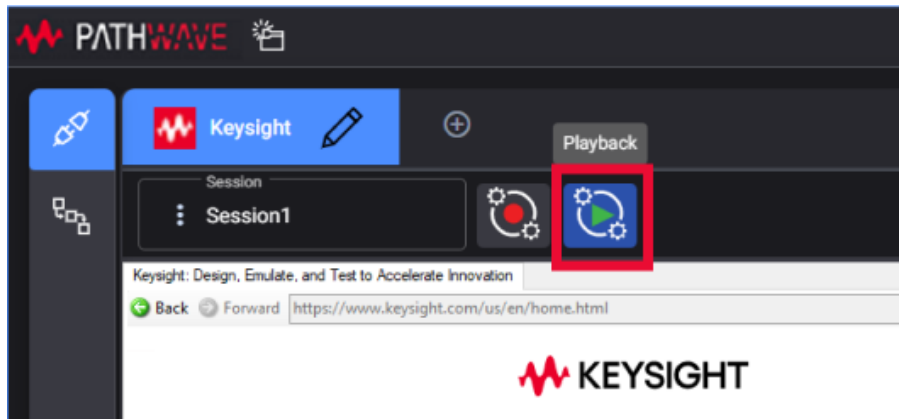 PATHWAVE
Keysight
Playback
Session
Session1
Keysight: Design, Emulate, and Test to Accelerate Innovation
Back Forward https://www.keysight.com/us/en/home.html
KEYSIGHT